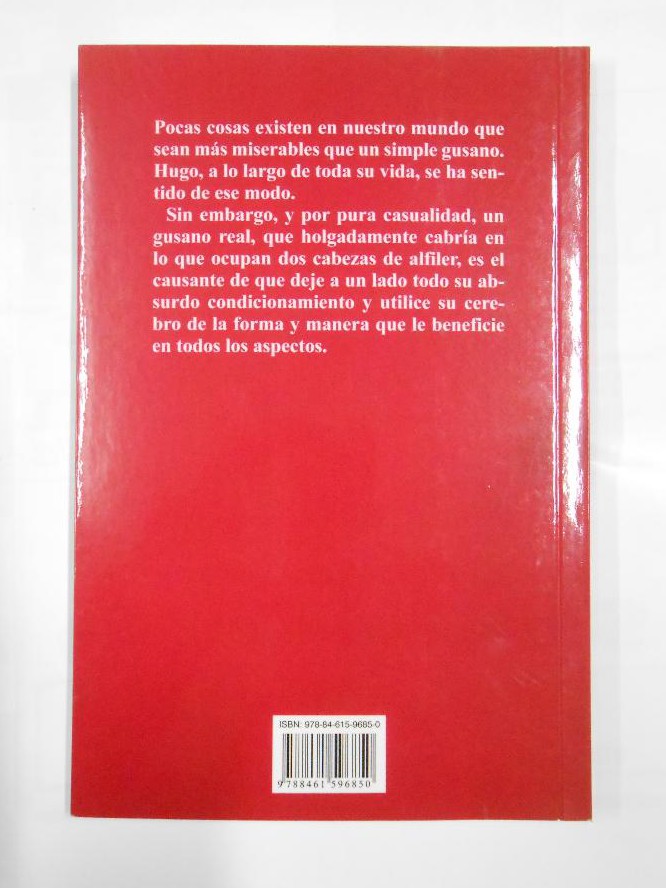 Pocas cosas existen en nuestro mundo que
sean más miserables que un simple gusano.
Hugo, a lo largo de toda su vida, se ha sen-
tido de ese modo.
Sin embargo, y por pura casualidad, un
gusano real, que holgadamente cabría en
lo que ocupan dos cabezas de alfiler, es el
causante de que deje a un lado todo su ab-
surdo condicionamiento y utilice su cere-
bro de la forma y manera que le beneficie
en todos los aspectos.
ISBN: 978-84-615-9685-0
9 788461 596850